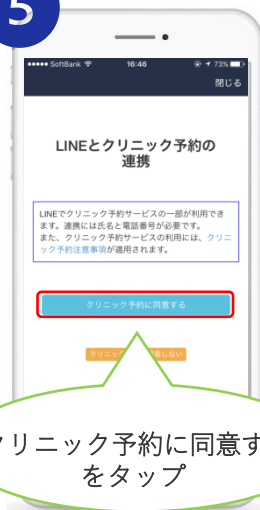 5
SoftBank 16:46 73%
閉じる
LINEとクリニック予約の
連携
LINEでクリニック予約サービスの一部が利用でき
ます。連携には氏名と電話番号が必要です。
また、クリニック予約サービスの利用には、クリニ
ック予約注意事項が適用されます。
クリニック予約に同意する
クリニッ 意しない
クリニック予約に同意す
をタップ